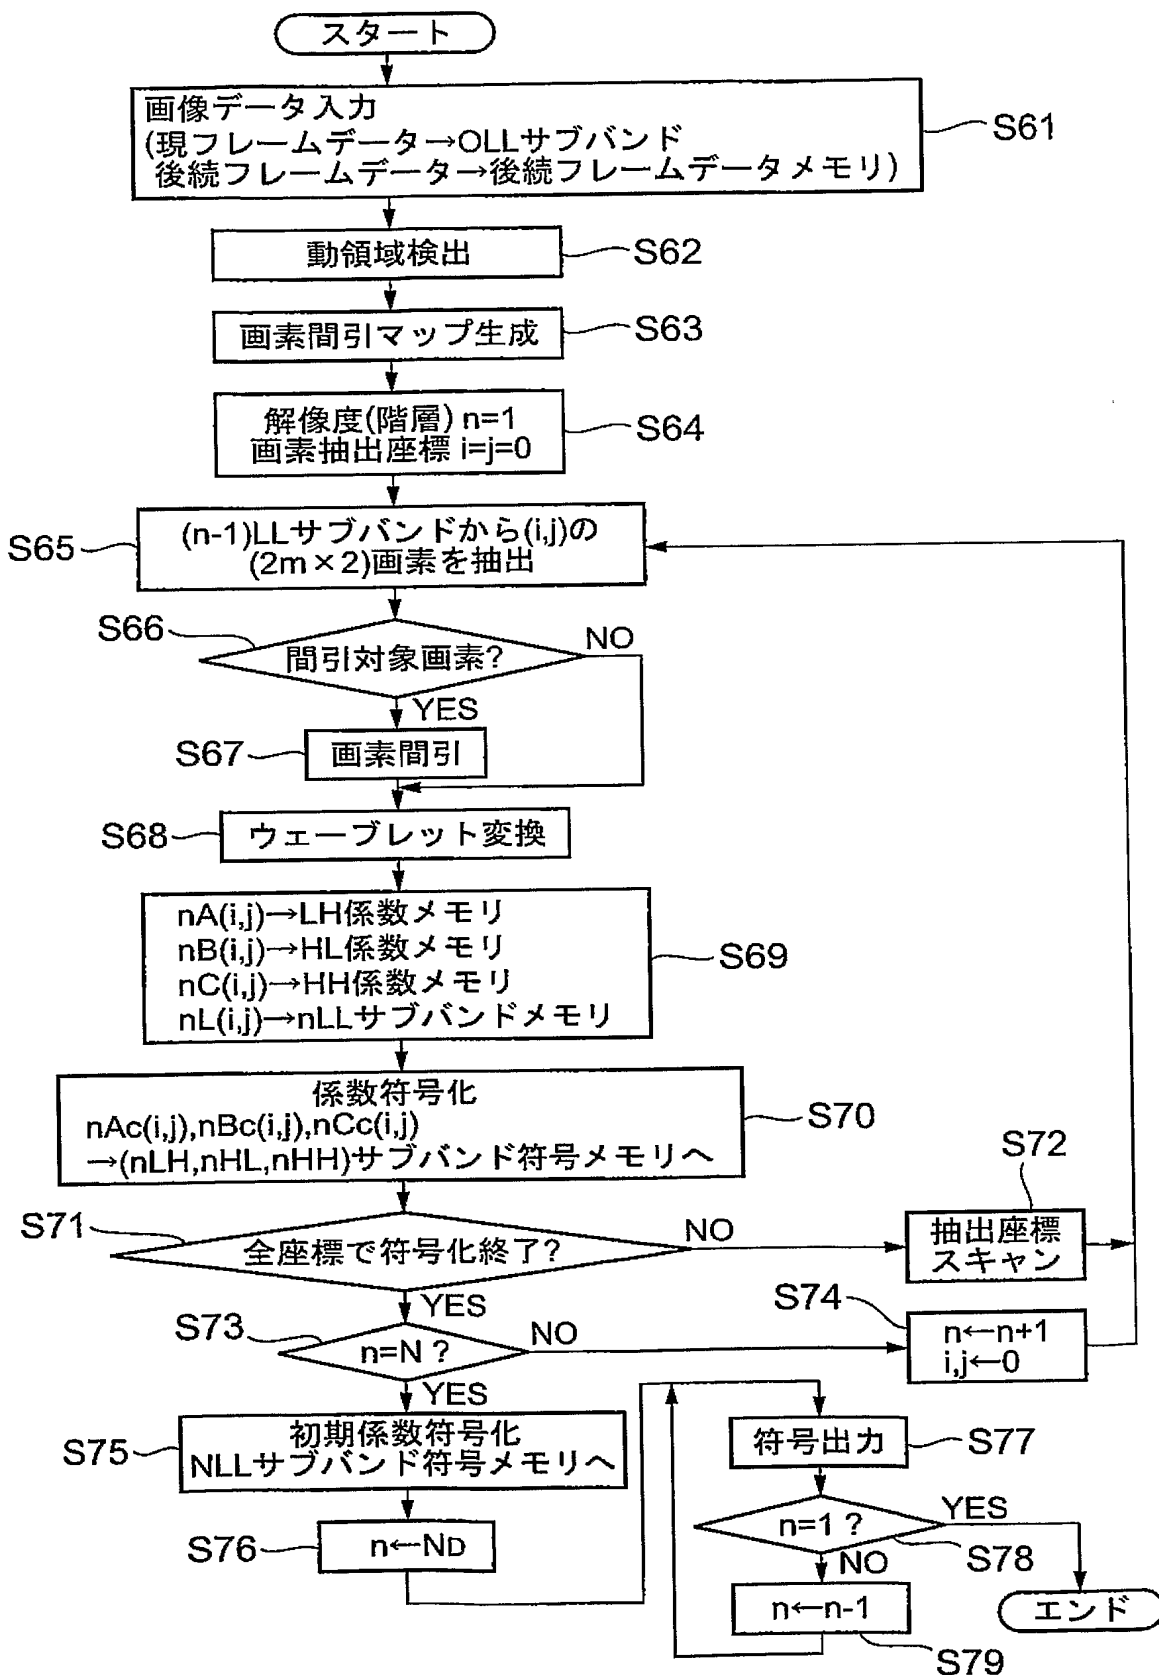 スタート
画像データ入力
(現フレームデータ→OLLサブバンド
後続フレームデータ→後続フレームデータメモリ)
S61
動領域検出
S62
画素間引マップ生成
S63
解像度(階層) n=1
画素抽出座標 i=j=0
S64
S65
(n-1)LLサブバンドから(i,j)の
(2m×2)画素を抽出
S66
間引対象画素?
NO
YES
S67
画素間引
S68
ウェーブレット変換
nA(i,j)→LH係数メモリ
nB(i,j)→HL係数メモリ
nC(i,j)→HH係数メモリ
nL(i,j)→nLLサブバンドメモリ
S69
係数符号化
nAc(i,j),nBc(i,j),nCc(i,j)
→(nLH,nHL,nHH)サブバンド符号メモリへ
S70
S71
全座標で符号化終了?
NO
S72
抽出座標
スキャン
YES
S73
n=N ?
NO
S74
n←n+1
i,j←0
YES
S75
初期係数符号化
NLLサブバンド符号メモリへ
S76
n←ND
符号出力
S77
n=1 ?
YES
S78
NO
n←n-1
S79
エンド